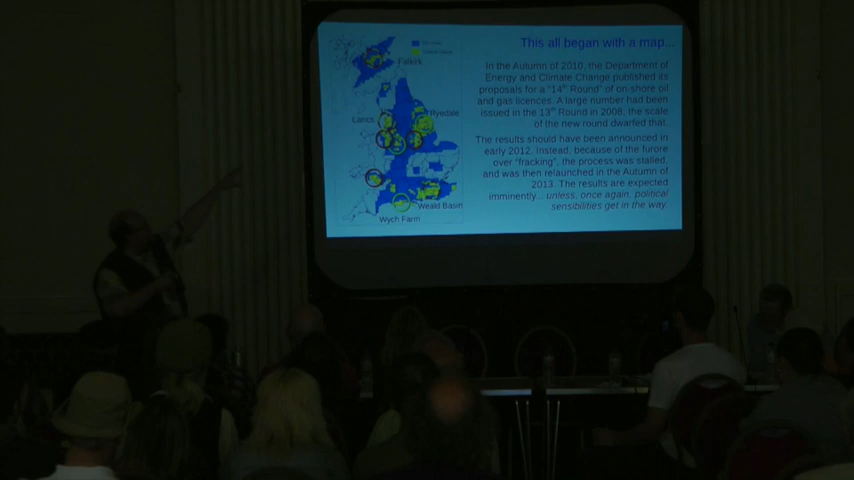 This all began with a map...
Falkirk
Lancs
Ryedale
Weald Basin
Wych Farm
In the Autumn of 2010, the Department of
Energy and Climate Change published its
proposals for a "14th Round" of on-shore oil
and gas licences. A large number had been
issued in the 13th Round in 2008; the scale
of the new round dwarfed that.
The results should have been announced in
early 2012. Instead, because of the furore
over "fracking", the process was stalled,
and was then relaunched in the Autumn of
2013. The results are expected
imminently... unless, once again, political
sensibilities get in the way.